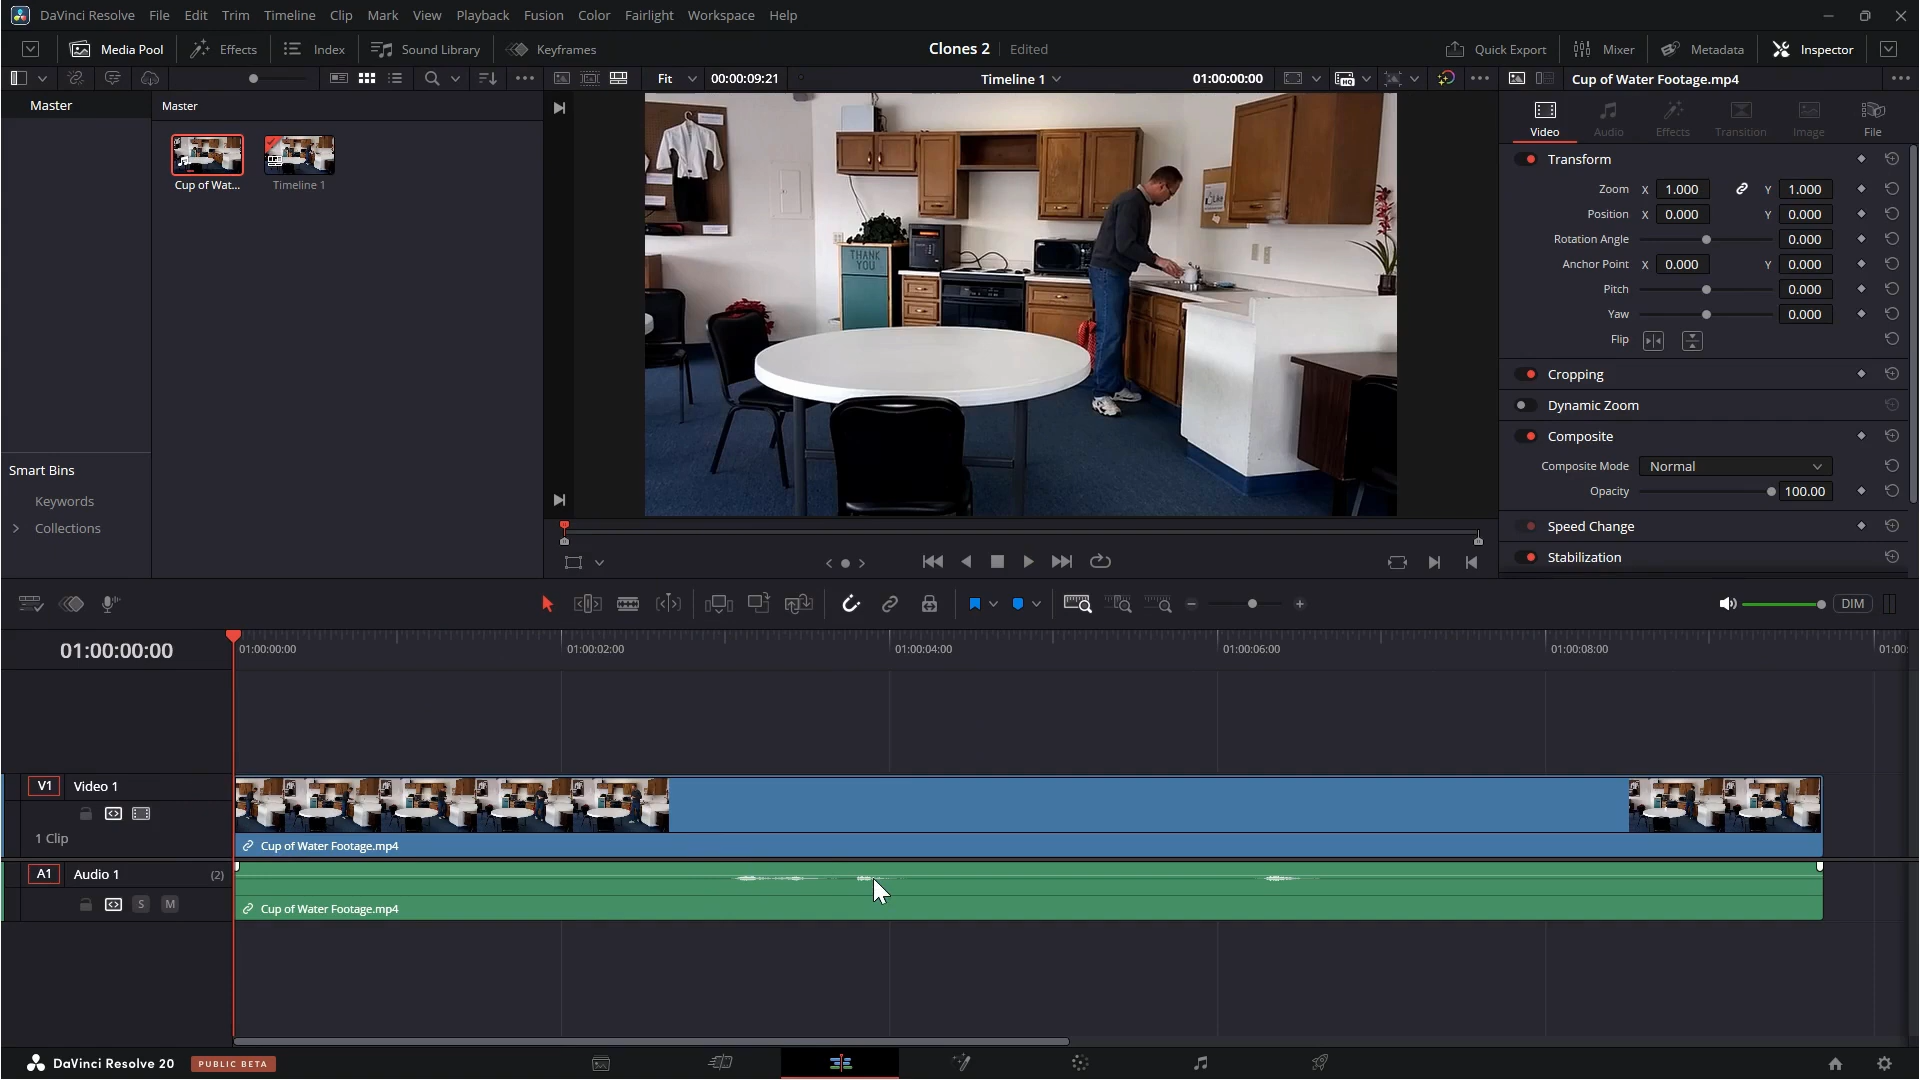 DaVinci Resolve File Edit Trim Timeline Clip Mark View Playback Fusion Color Fairlight Workspace Help
Media Pool Effects Index Sound Library Keyframes Clones 2 Edited Quick Export Mixer Metadata Inspector
Fit 00:00:09:21 Timeline 1 01:00:00:00 Cup of Water Footage.mp4
Master Master
Video Audio Effects Transition Image File
Cup of Wat... Timeline 1
THANK
YOU
Like
Transform
Zoom X 1.000 Y 1.000
Position X 0.000 Y 0.000
Rotation Angle 0.000
Anchor Point X 0.000 Y 0.000
Pitch 0.000
Yaw 0.000
Flip
Cropping
Dynamic Zoom
Composite
Composite Mode Normal
Opacity 100.00
Speed Change
Stabilization
Smart Bins
Keywords
Collections
DIM
01:00:00:00 01:00:00:00 01:00:02:00 01:00:04:00 01:00:06:00 01:00:08:00 01:00:
V1 Video 1
1 Clip
Cup of Water Footage.mp4
A1 Audio 1 (2)
S M
Cup of Water Footage.mp4
DaVinci Resolve 20 PUBLIC BETA